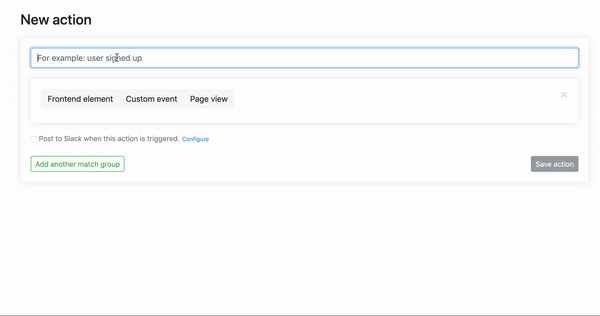 New action
For example: user signed up
Frontend element Custom event Page view
Post to Slack when this action is triggered. Configure
Add another match group Save action